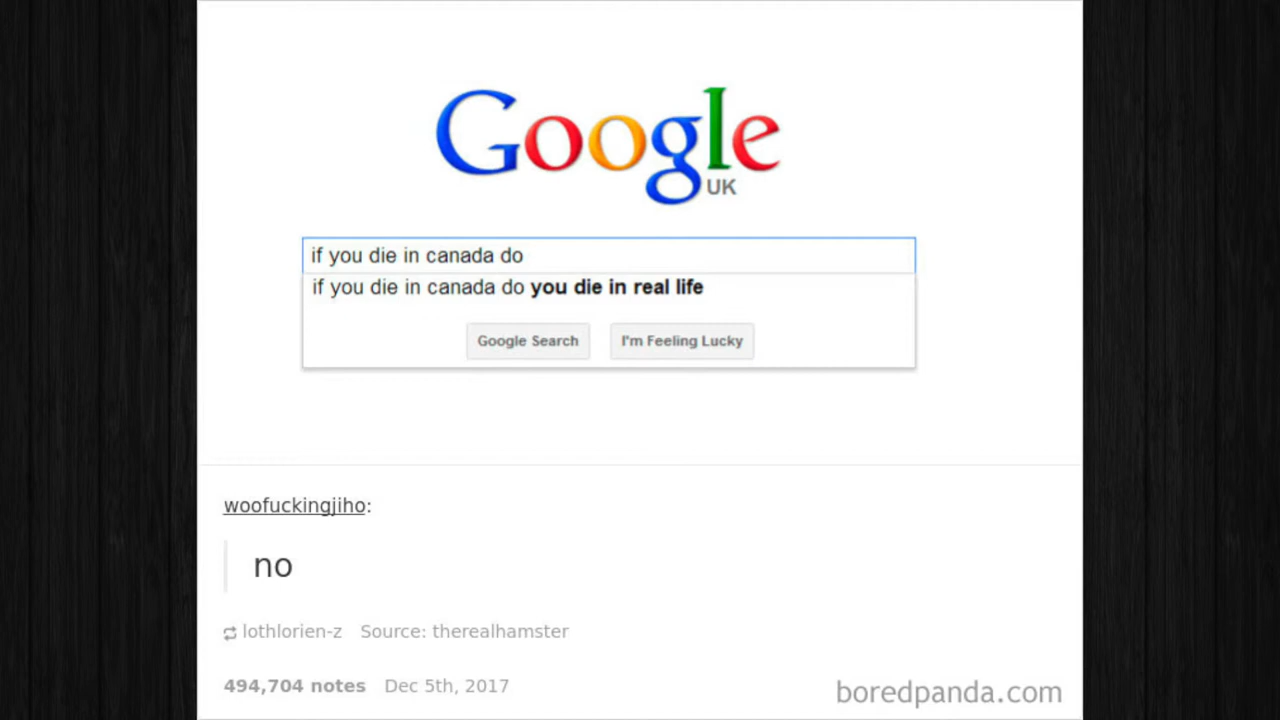 Google
UK
if you die in canada do
if you die in canada do you die in real life
Google Search I'm Feeling Lucky
woofuckingjiho:
no
lothlorien-z Source: therealhamster
494,704 notes Dec 5th, 2017
boredpanda.com